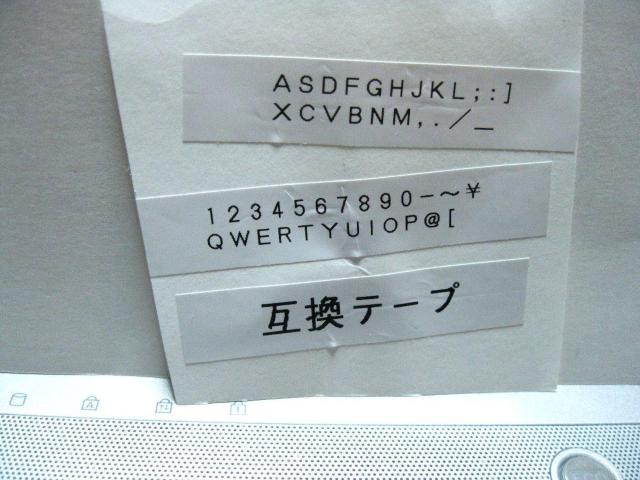 ASDFGHJKL;:]
XCVBNM,./_
1234567890-～¥
QWERTYUIOP@[
互換テープ
A